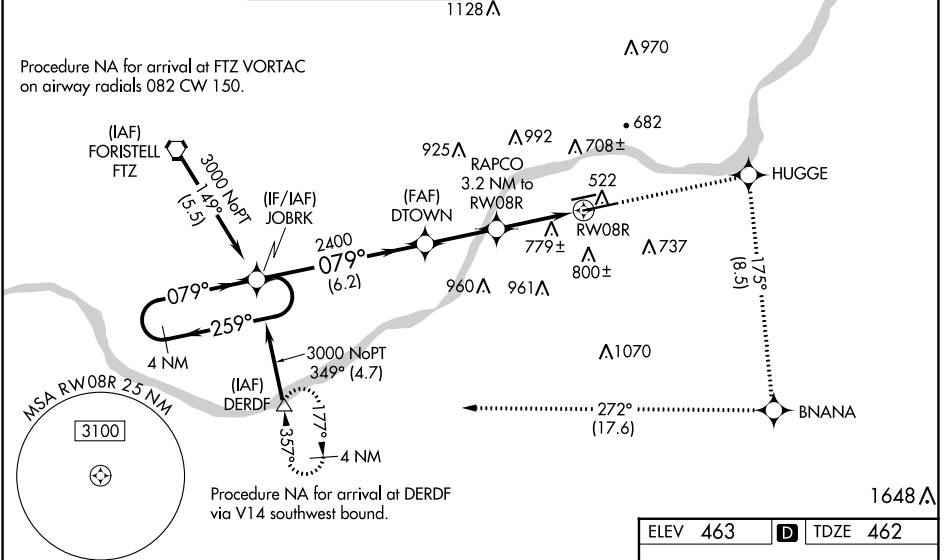 1128
970
Procedure NA for arrival at FTZ VORTAC
on airway radials 082 CW 150.
(IAF)
FORISTELL
FTZ
3000 NoPT
149°
(5.5)
(IF/IAF)
JOBRK
925
992
682
708±
RAPCO
3.2 NM to
RW08R
522
HUGGE
(FAF)
DTOWN
RW08R
2400
079°
(6.2)
779±
800±
737
960
961
079°
259°
4 NM
175°
(8.5)
3000 NoPT
349° (4.7)
1070
(IAF)
DERDF
272°
(17.6)
BNANA
177°
357°
4 NM
MSA RW08R 25 NM
3100
Procedure NA for arrival at DERDF
via V14 southwest bound.
1648
ELEV 463 D TDZE 462